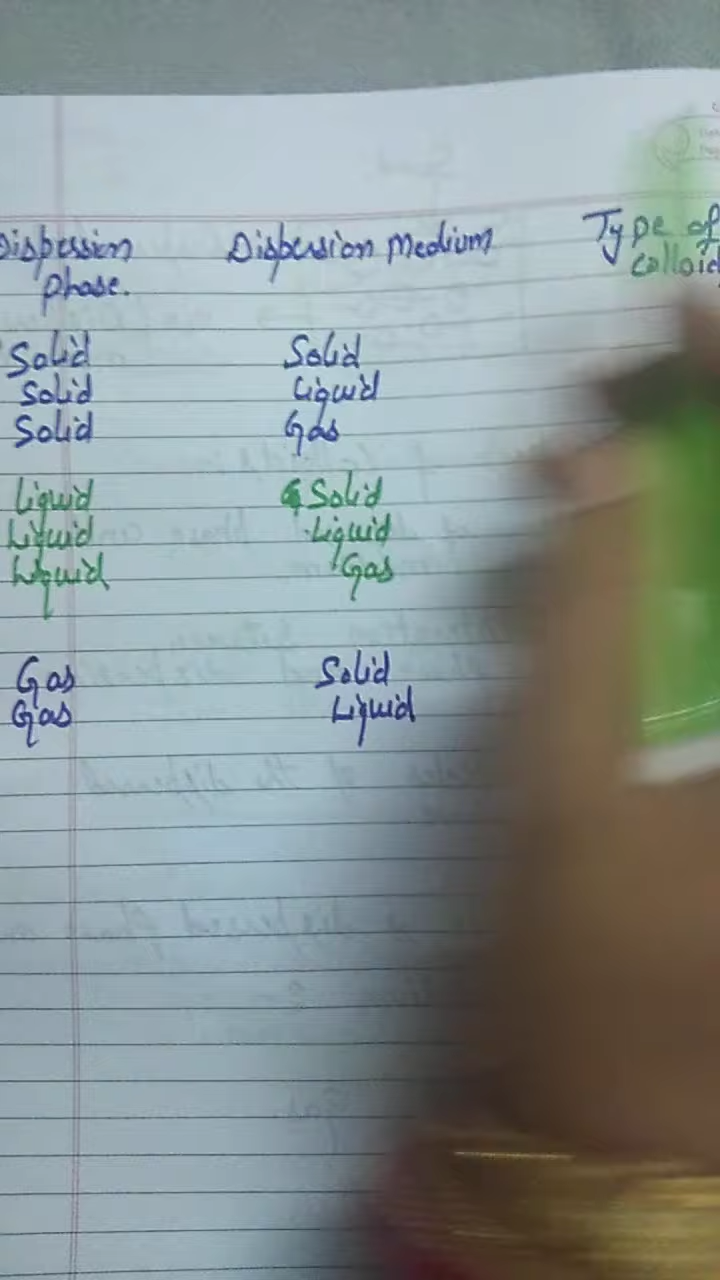 Dispession Dispersion Medium Type of
phase. colloid
Solid Solid
Solid Liquid
Solid Gas
Liquid Solid
Liquid Liquid
Liquid Gas
Gas Solid
Gas Liquid